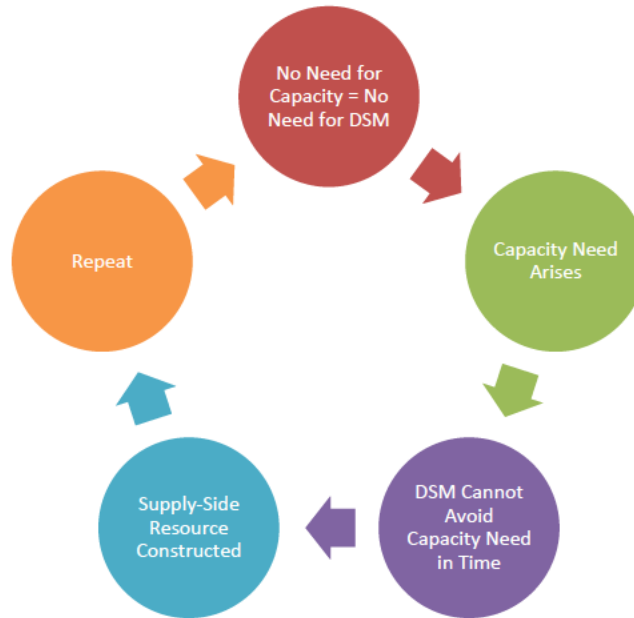 No Need for
Capacity = No
Need for DSM
Capacity Need
Arises
DSM Cannot
Avoid
Capacity Need
in Time
Supply-Side
Resource
Constructed
Repeat